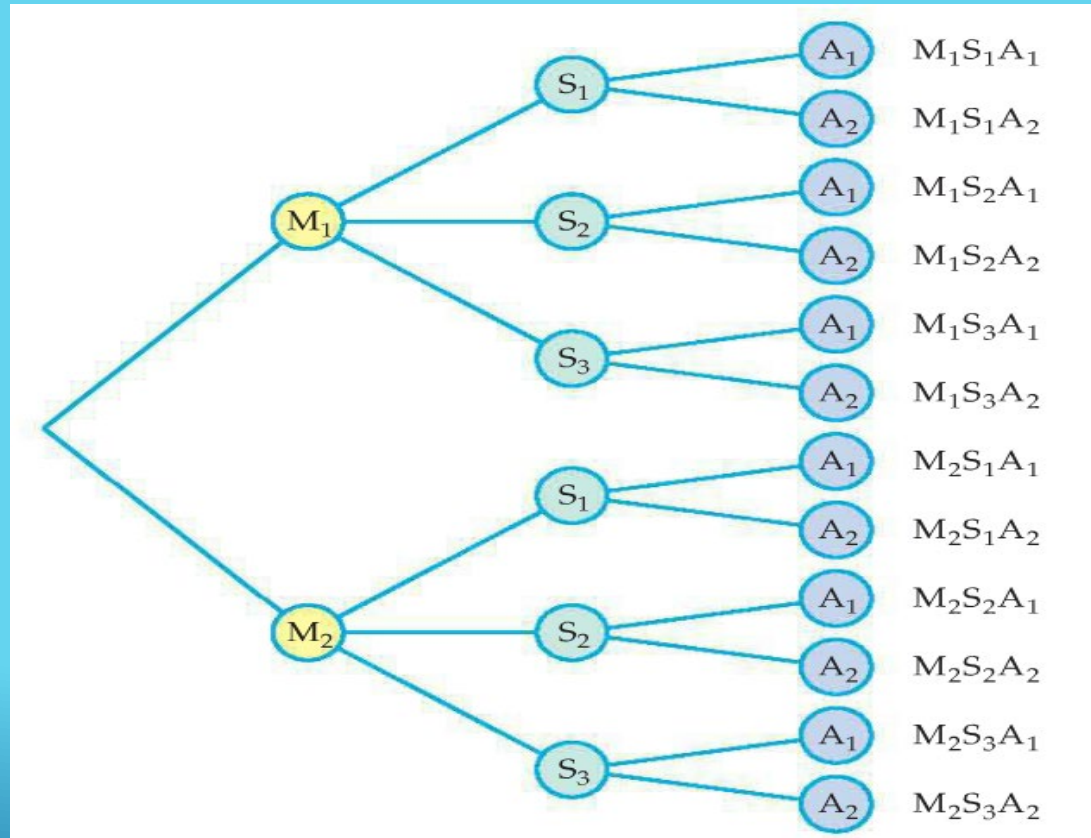 A₁ M₁S₁A₁
S₁
A₂ M₁S₁A₂
A₁ M₁S₂A₁
M₁ S₂
A₂ M₁S₂A₂
A₁ M₁S₃A₁
S₃
A₂ M₁S₃A₂
A₁ M₂S₁A₁
S₁
A₂ M₂S₁A₂
A₁ M₂S₂A₁
M₂ S₂
A₂ M₂S₂A₂
A₁ M₂S₃A₁
S₃
A₂ M₂S₃A₂